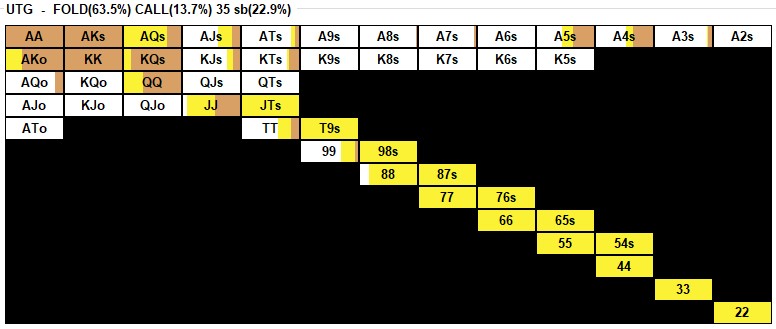 UTG - FOLD(63.5%) CALL(13.7%) 35 sb(22.9%)
AA AKs AQs AJs ATs A9s A8s A7s A6s A5s A4s A3s A2s
AKo KK KQs KJs KTs K9s K8s K7s K6s K5s
AQo KQo QQ QJs QTs
AJo KJo QJo JJ JTs
ATo TT T9s
99 98s
88 87s
77 76s
66 65s
55 54s
44
33
22